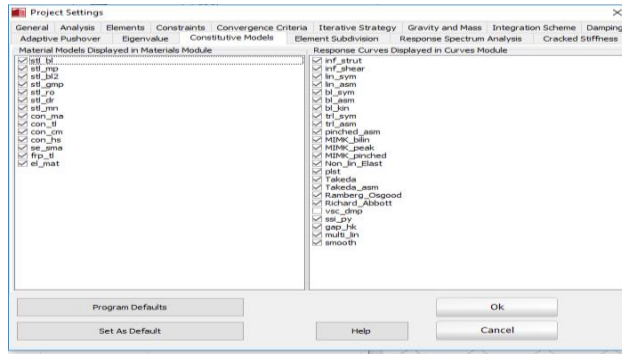 Project Settings
General Analysis Elements Constraints Convergence Criteria Iterative Strategy Gravity and Mass Integration Scheme Damping
Adaptive Pushover Eigenvalue Constitutive Models Element Subdivision Response Spectrum Analysis Cracked Stiffness
Material Models Displayed in Materials Module
stl_bl
stl_mp
stl_bl2
stl_gmp
stl_ro
stl_dr
stl_mn
con_ma
con_tl
con_cm
con_hs
se_sma
frp_tl
el_mat
Response Curves Displayed in Curves Module
inf_strut
inf_shear
lin_sym
lin_asm
bl_sym
bl_asm
bl_kin
trl_sym
trl_asm
pinched_asm
MIMK_bilin
MIMK_peak
MIMK_pinched
Non_lin_Elast
plst
Takeda
Takeda_asm
Ramberg_Osgood
Richard_Abbott
vsc_dmp
ssi_py
gap_hk
multi_lin
smooth
Program Defaults
Ok
Set As Default
Help
Cancel